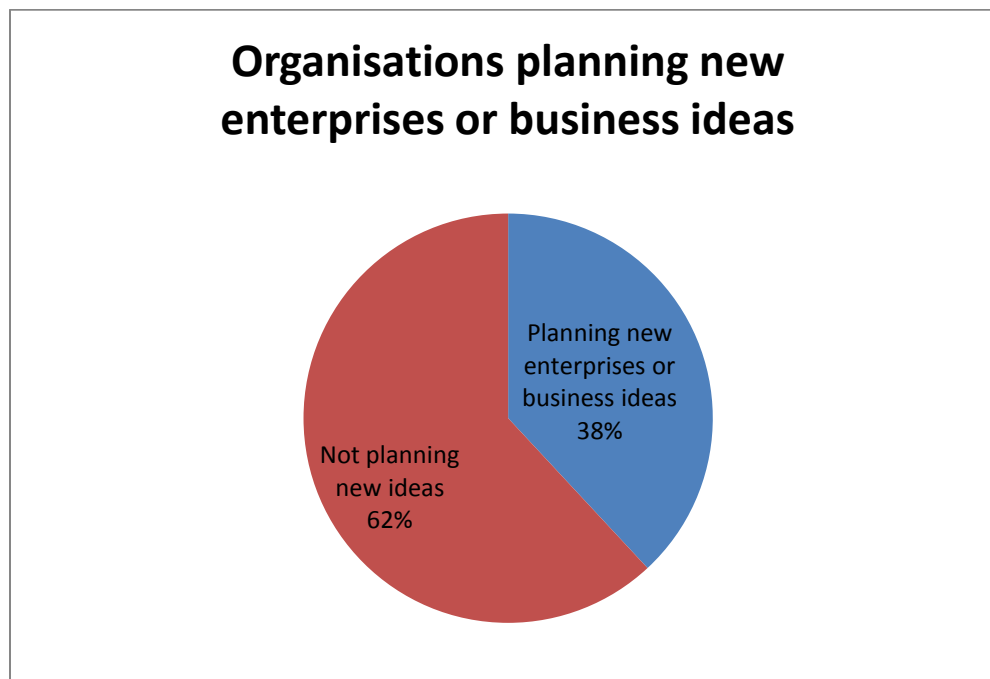 Organisations planning new
enterprises or business ideas
Planning new
enterprises or
business ideas
38%
Not planning
new ideas
62%